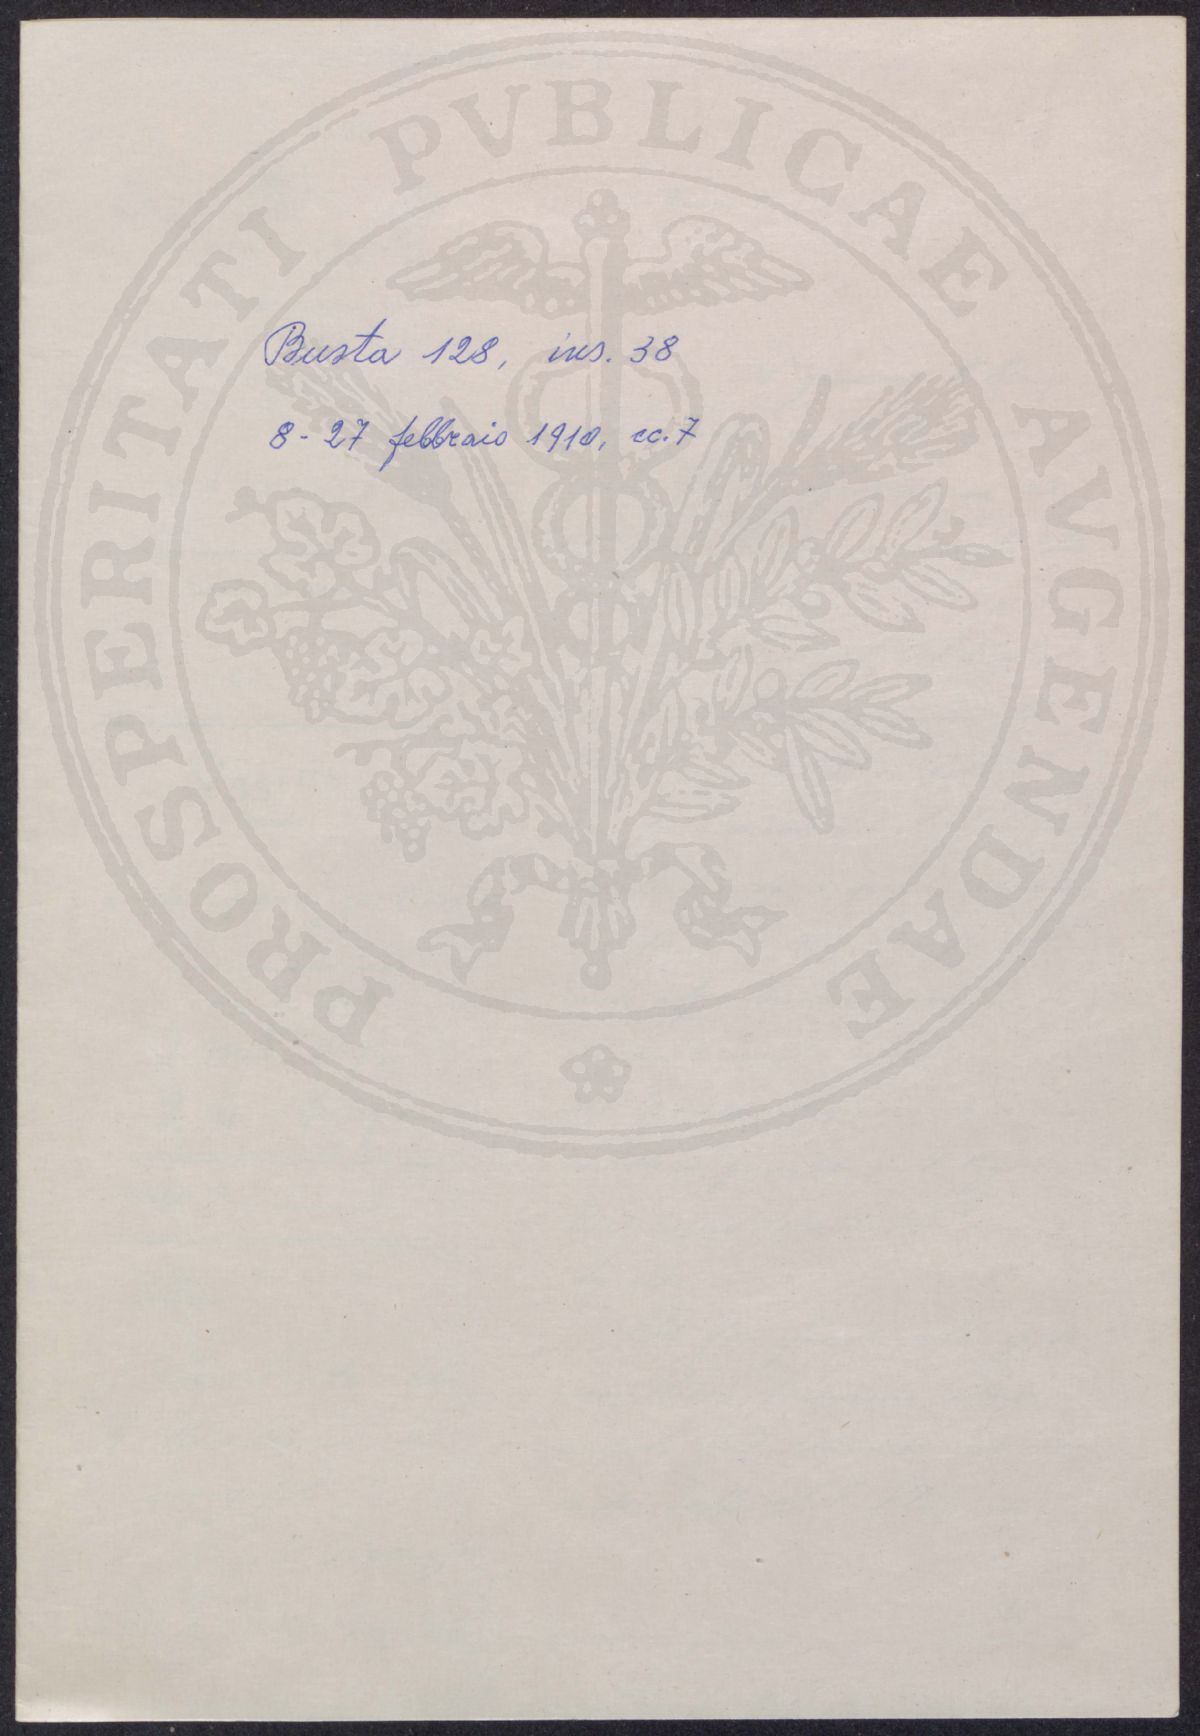 PROSPERITATI PVBLICAE AVGENDAE
Busta 128, ins. 38
8-27 febbraio 1910, cc. 7